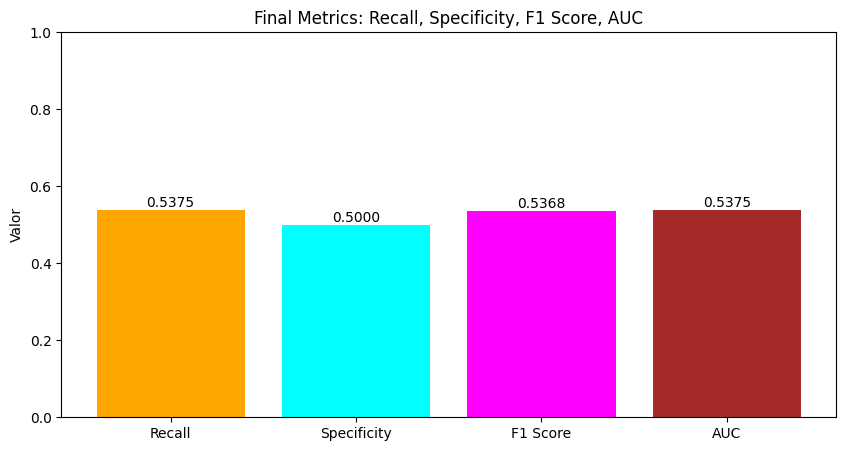 Final Metrics: Recall, Specificity, F1 Score, AUC
1.0
0.8
0.6
0.4
0.2
0.0
Valor
0.5375
0.5000
0.5368
0.5375
Recall
Specificity
F1 Score
AUC